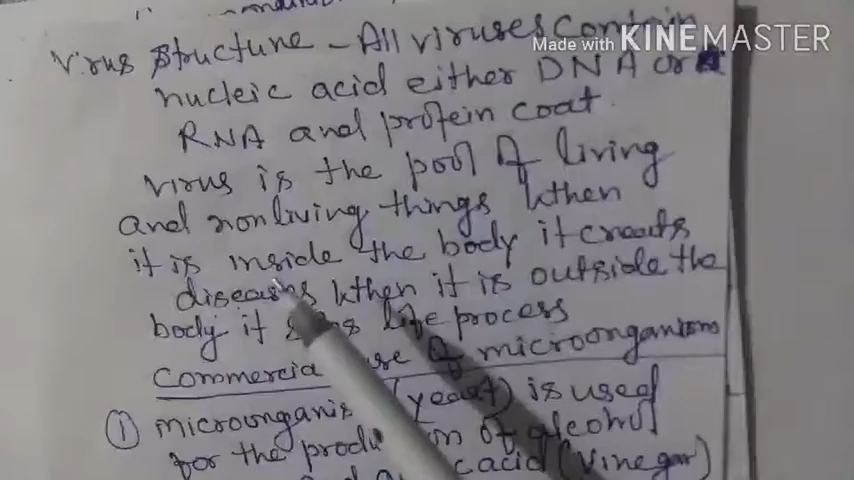 Virus Structure - All viruses contain
Made with KINEMASTER
nucleic acid either DNA or
RNA and protein coat.
Virus is the pool of living
and nonliving things when
it is inside the body it creats
diseases when it is outside the
body it life process
Commercia use of microorganisms
① microorganis (yeast) is used
for the produ on of alcohol
acid (Vinegar)